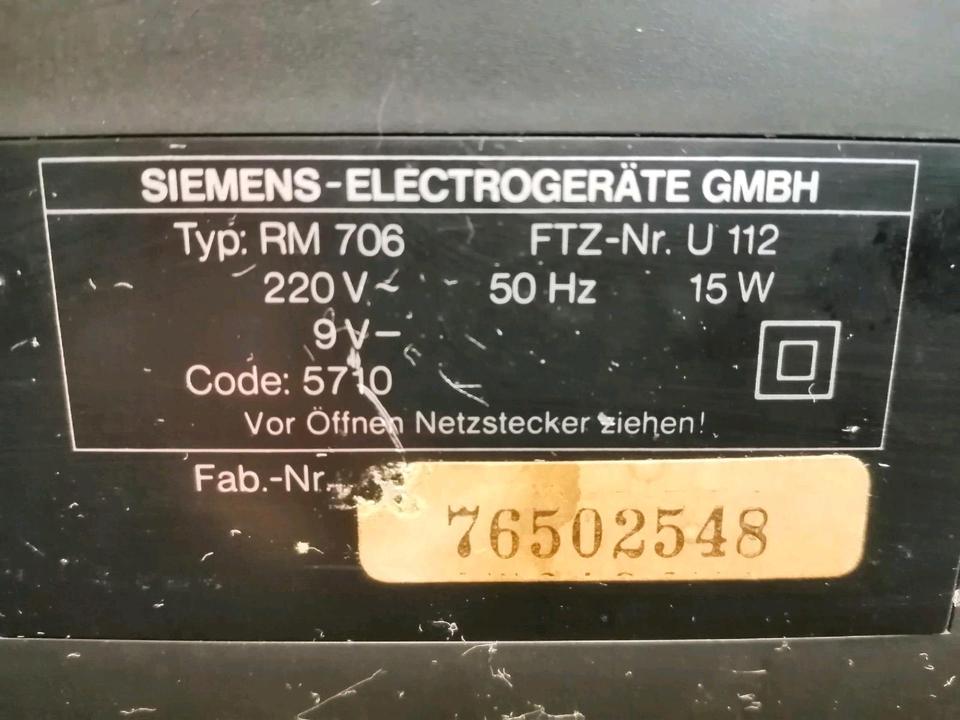 SIEMENS-ELECTROGERÄTE GMBH
Typ: RM 706 FTZ-Nr. U 112
220 V ~ 50 Hz 15 W
9 V –
Code: 5710
Vor Öffnen Netzstecker ziehen!
Fab.-Nr. 76502548